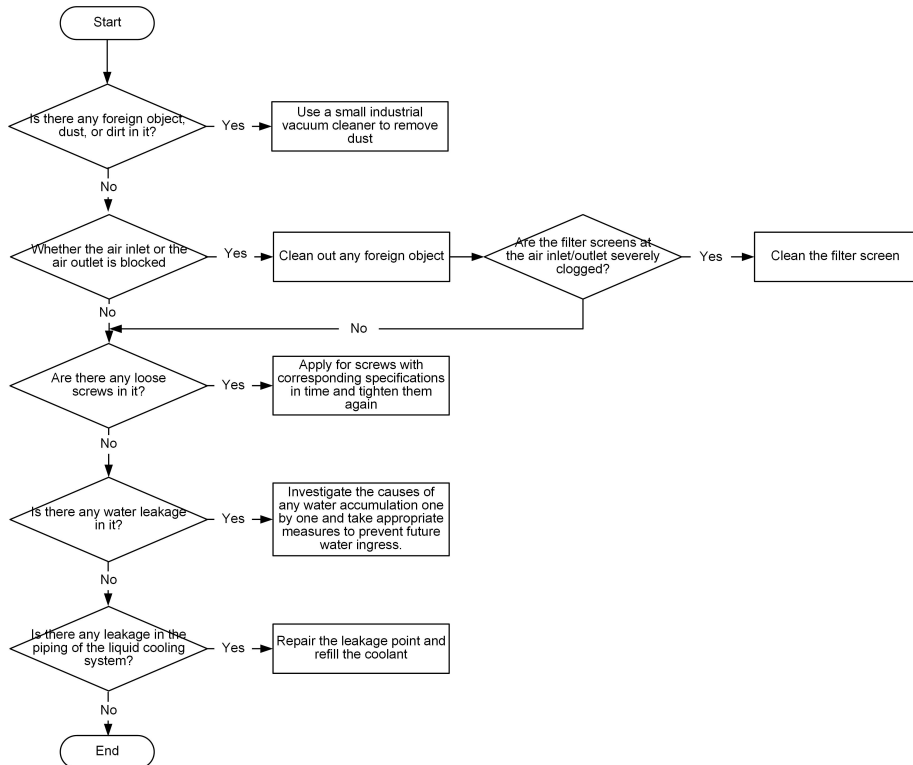 Start
Is there any foreign object,
dust, or dirt in it?
Yes
Use a small industrial
vacuum cleaner to remove
dust
No
Whether the air inlet or the
air outlet is blocked
Yes
Clean out any foreign object
Are the filter screens at
the air inlet/outlet severely
clogged?
Yes
Clean the filter screen
No
No
Are there any loose
screws in it?
Yes
Apply for screws with
corresponding specifications
in time and tighten them
again
No
Is there any water leakage
in it?
Yes
Investigate the causes of
any water accumulation one
by one and take appropriate
measures to prevent future
water ingress.
No
Is there any leakage in the
piping of the liquid cooling
system?
Yes
Repair the leakage point and
refill the coolant
No
End